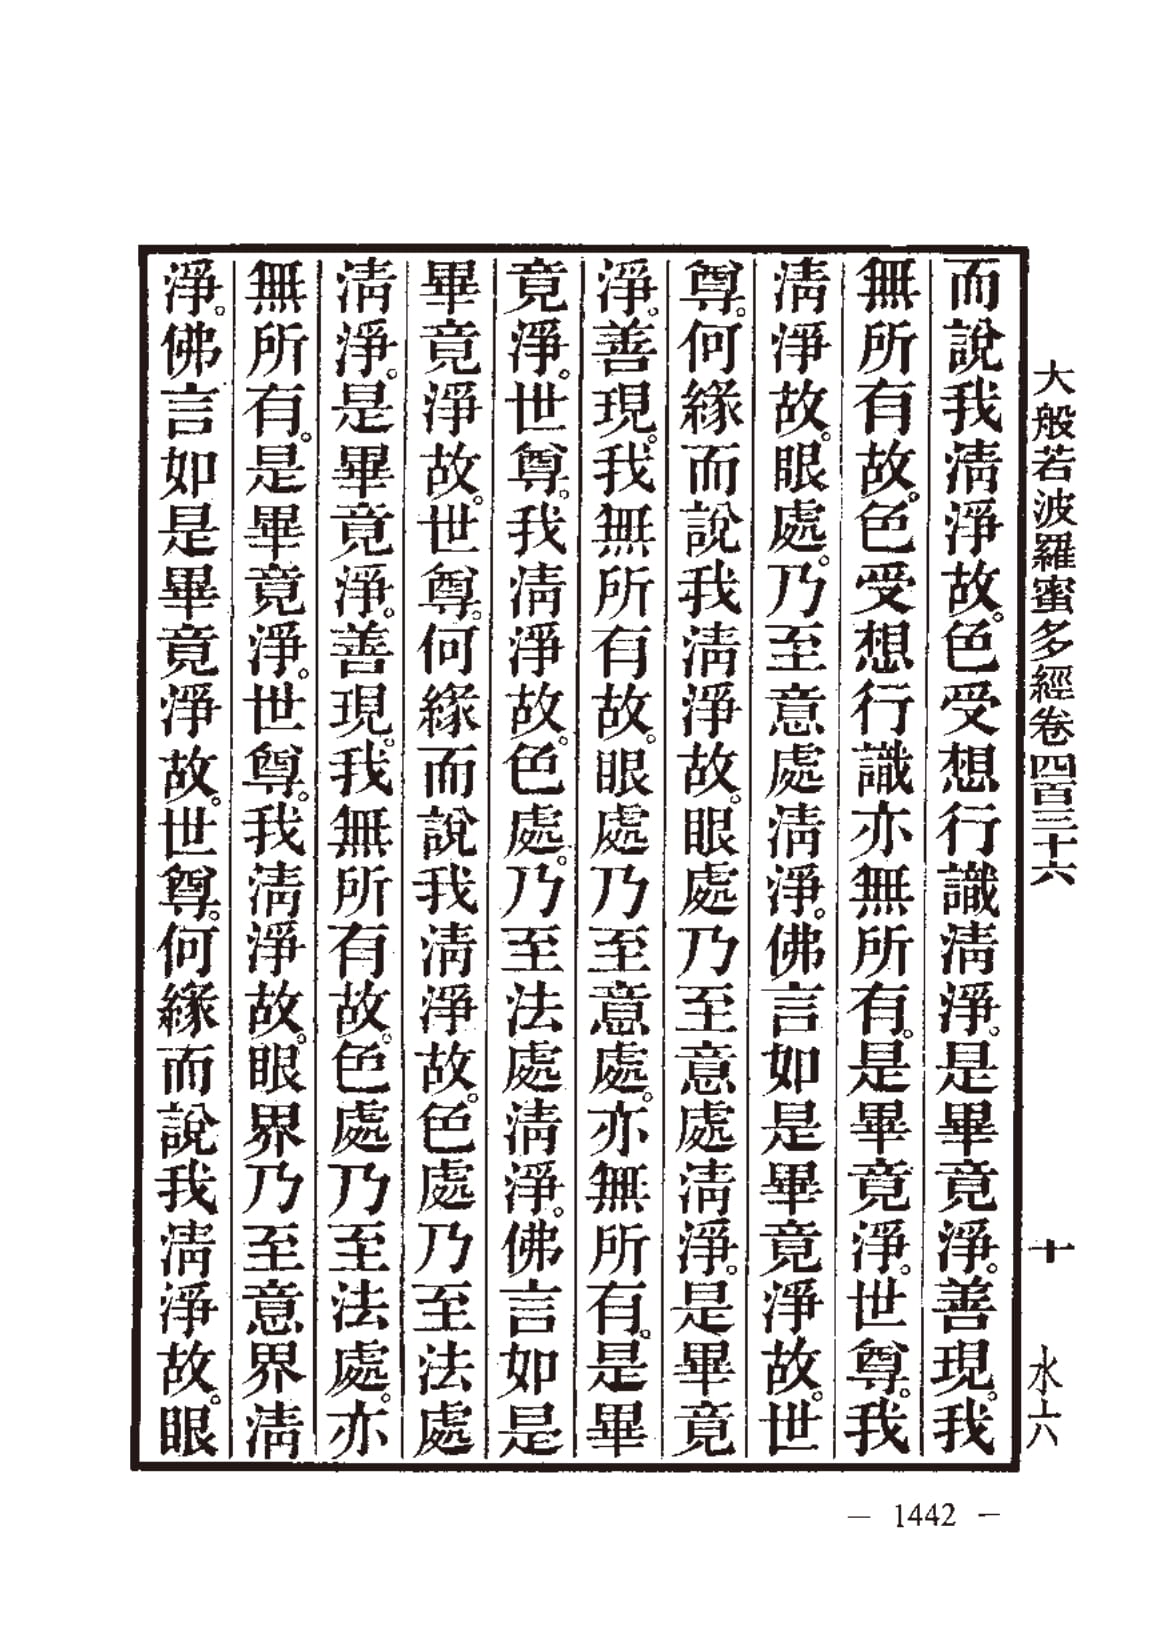 大般若波羅蜜多經卷四百三十六 十 水六
而說我淸淨故。色受想行識淸淨。是畢竟淨。善現。我
無所有故。色受想行識亦無所有。是畢竟淨。世尊。我
淸淨故。眼處。乃至意處淸淨。佛言如是畢竟淨故。世
尊。何緣而說我淸淨故。眼處乃至意處淸淨。是畢竟
淨。善現。我無所有故。眼處乃至意處。亦無所有。是畢
竟淨。世尊。我淸淨故。色處。乃至法處淸淨。佛言如是
畢竟淨故。世尊。何緣而說我淸淨故。色處乃至法處
淸淨。是畢竟淨。善現。我無所有故。色處乃至法處。亦
無所有。是畢竟淨。世尊。我淸淨故。眼界乃至意界淸
淨。佛言如是畢竟淨故。世尊。何緣而說我淸淨故。眼
— 1442 —